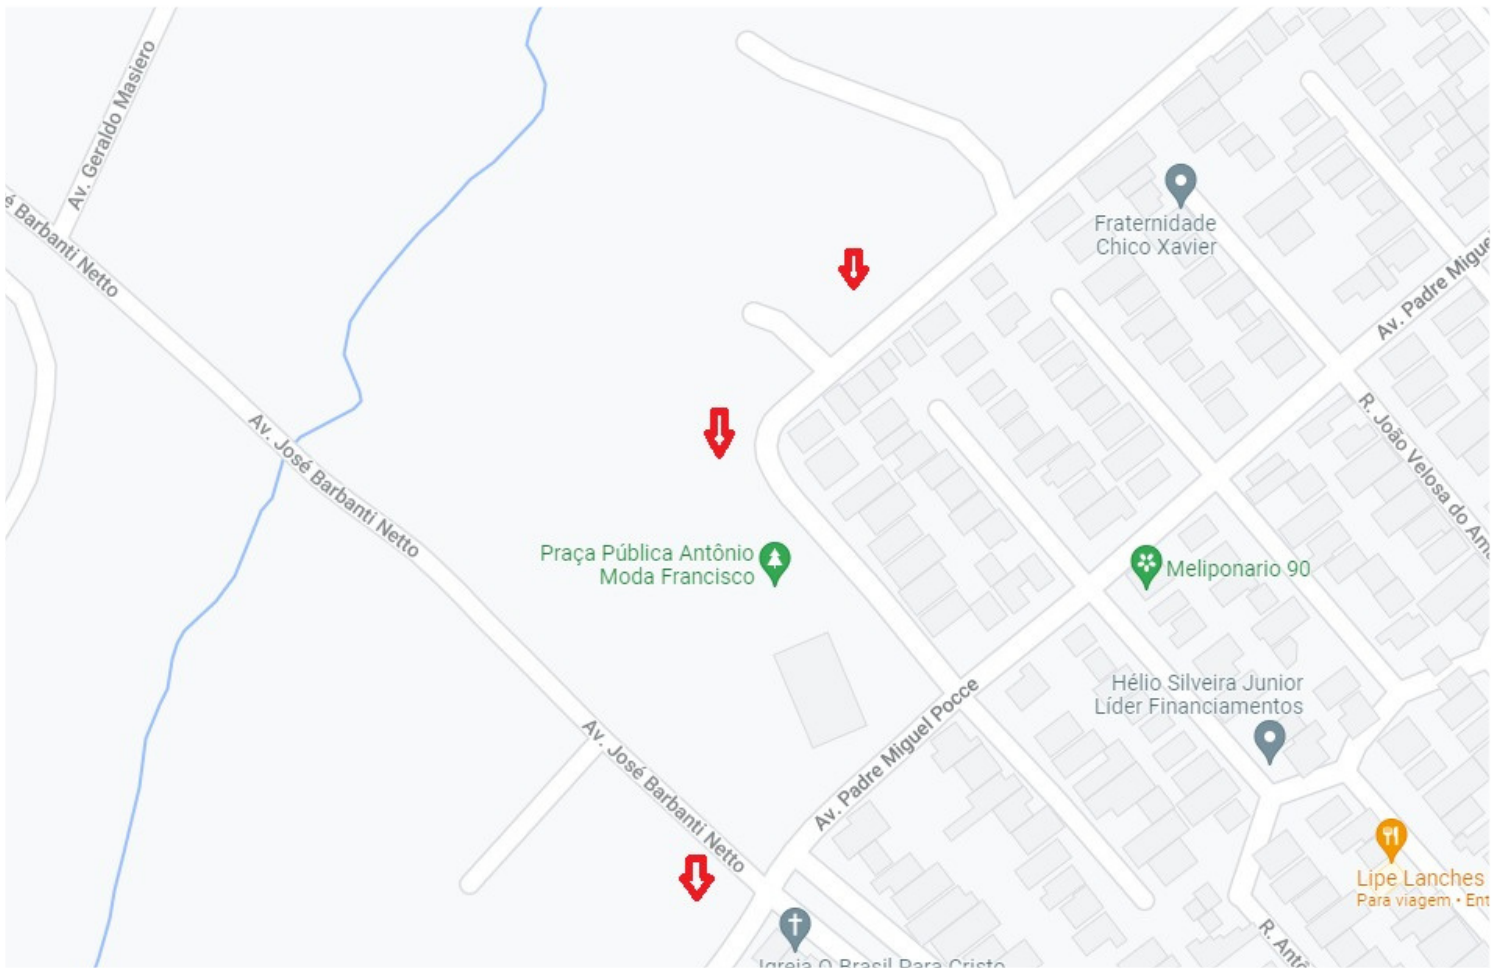 Av. Geraldo Masiero
é Barbanti Netto
Fraternidade
Chico Xavier
Av. Padre Migue
Av. José Barbanti Netto
R. João Velosa do Ama
Praça Pública Antônio
Moda Francisco
Meliponario 90
Hélio Silveira Junior
Líder Financiamentos
Av. Padre Miguel Pocce
Av. José Barbanti Netto
Lipe Lanches
Para viagem • Ent
R. Antô
Igreja O Brasil Para Cristo